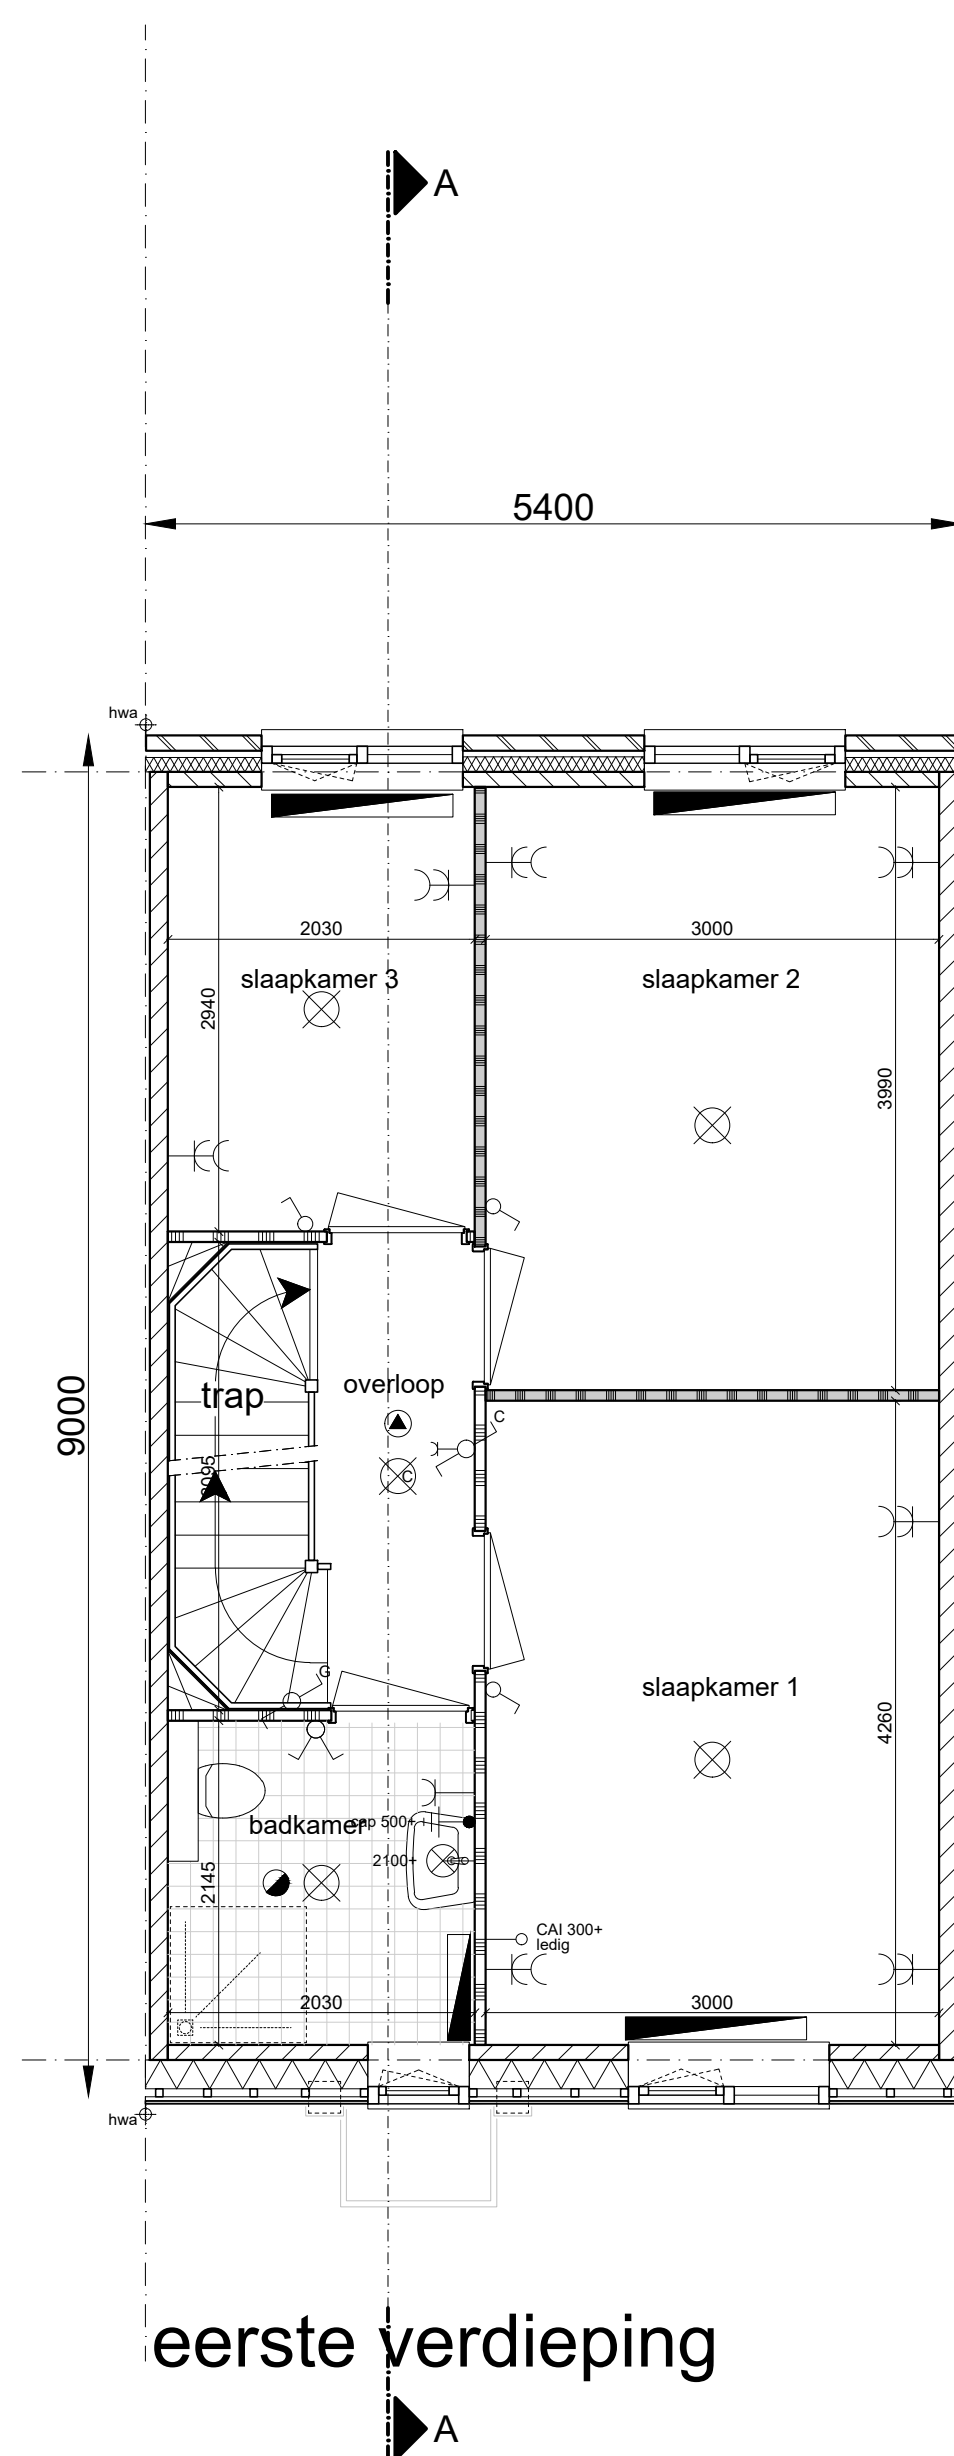 A
5400
hwa
2030
3000
slaapkamer 3
slaapkamer 2
2940
3990
9000
trap
overloop
C
C
G
slaapkamer 1
4260
badkamer
cap 500+
2100+
2145
CAI 300+
ledig
2030
3000
hwa
eerste verdieping
A